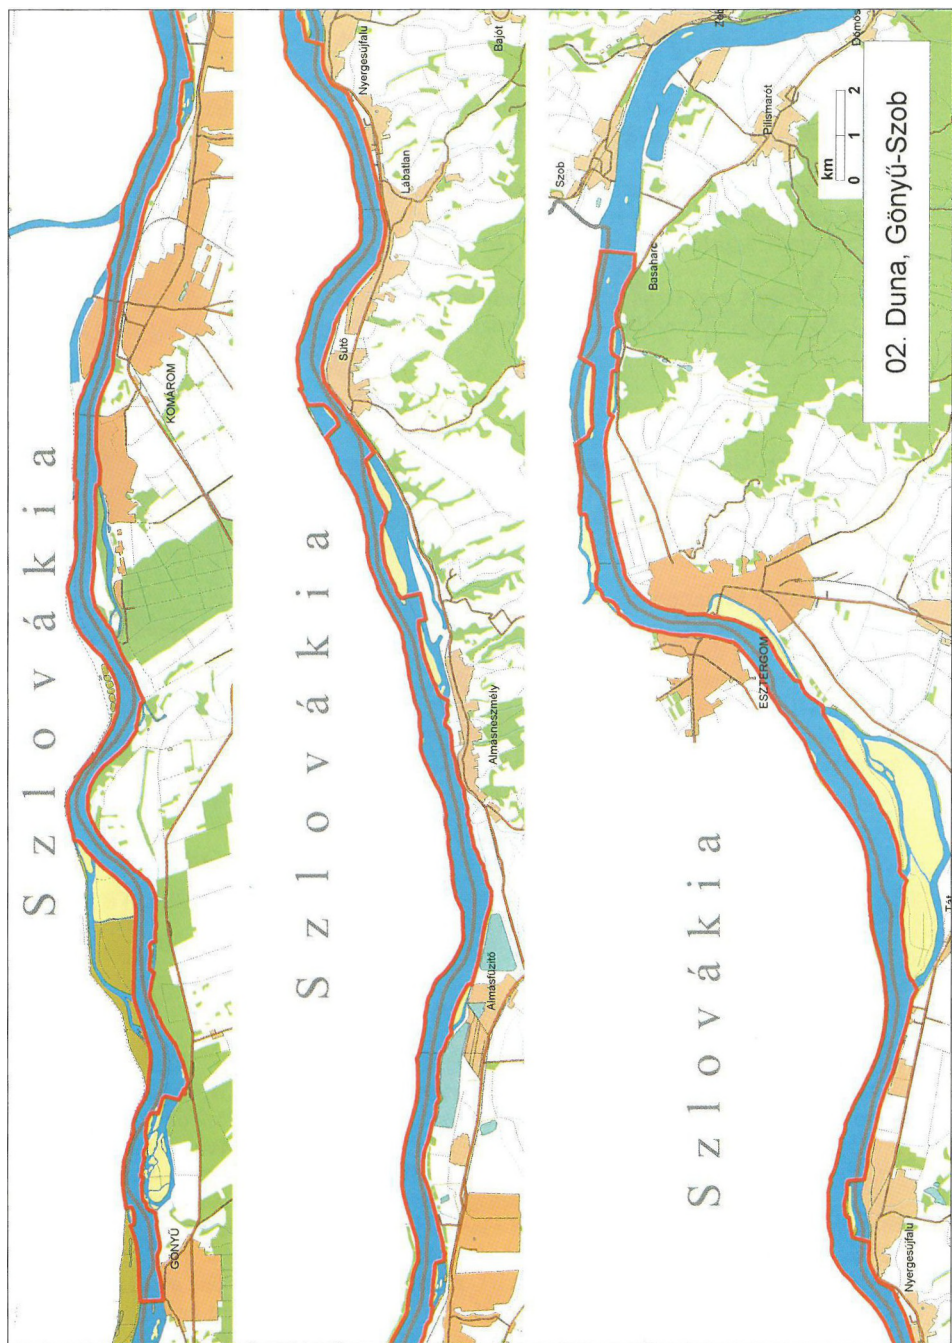 Szlovákia
GÖNYŰ
KOMÁROM
Szlovákia
Almásfüzitő
Almásneszmély
Süttő
Lábatlan
Nyergesújfalu
Bajót
Szlovákia
Nyergesújfalu
Tát
ESZTERGOM
Basaharc
Szob
Pilismarót
Dömös
km
0 1 2
02. Duna, Gönyű-Szob